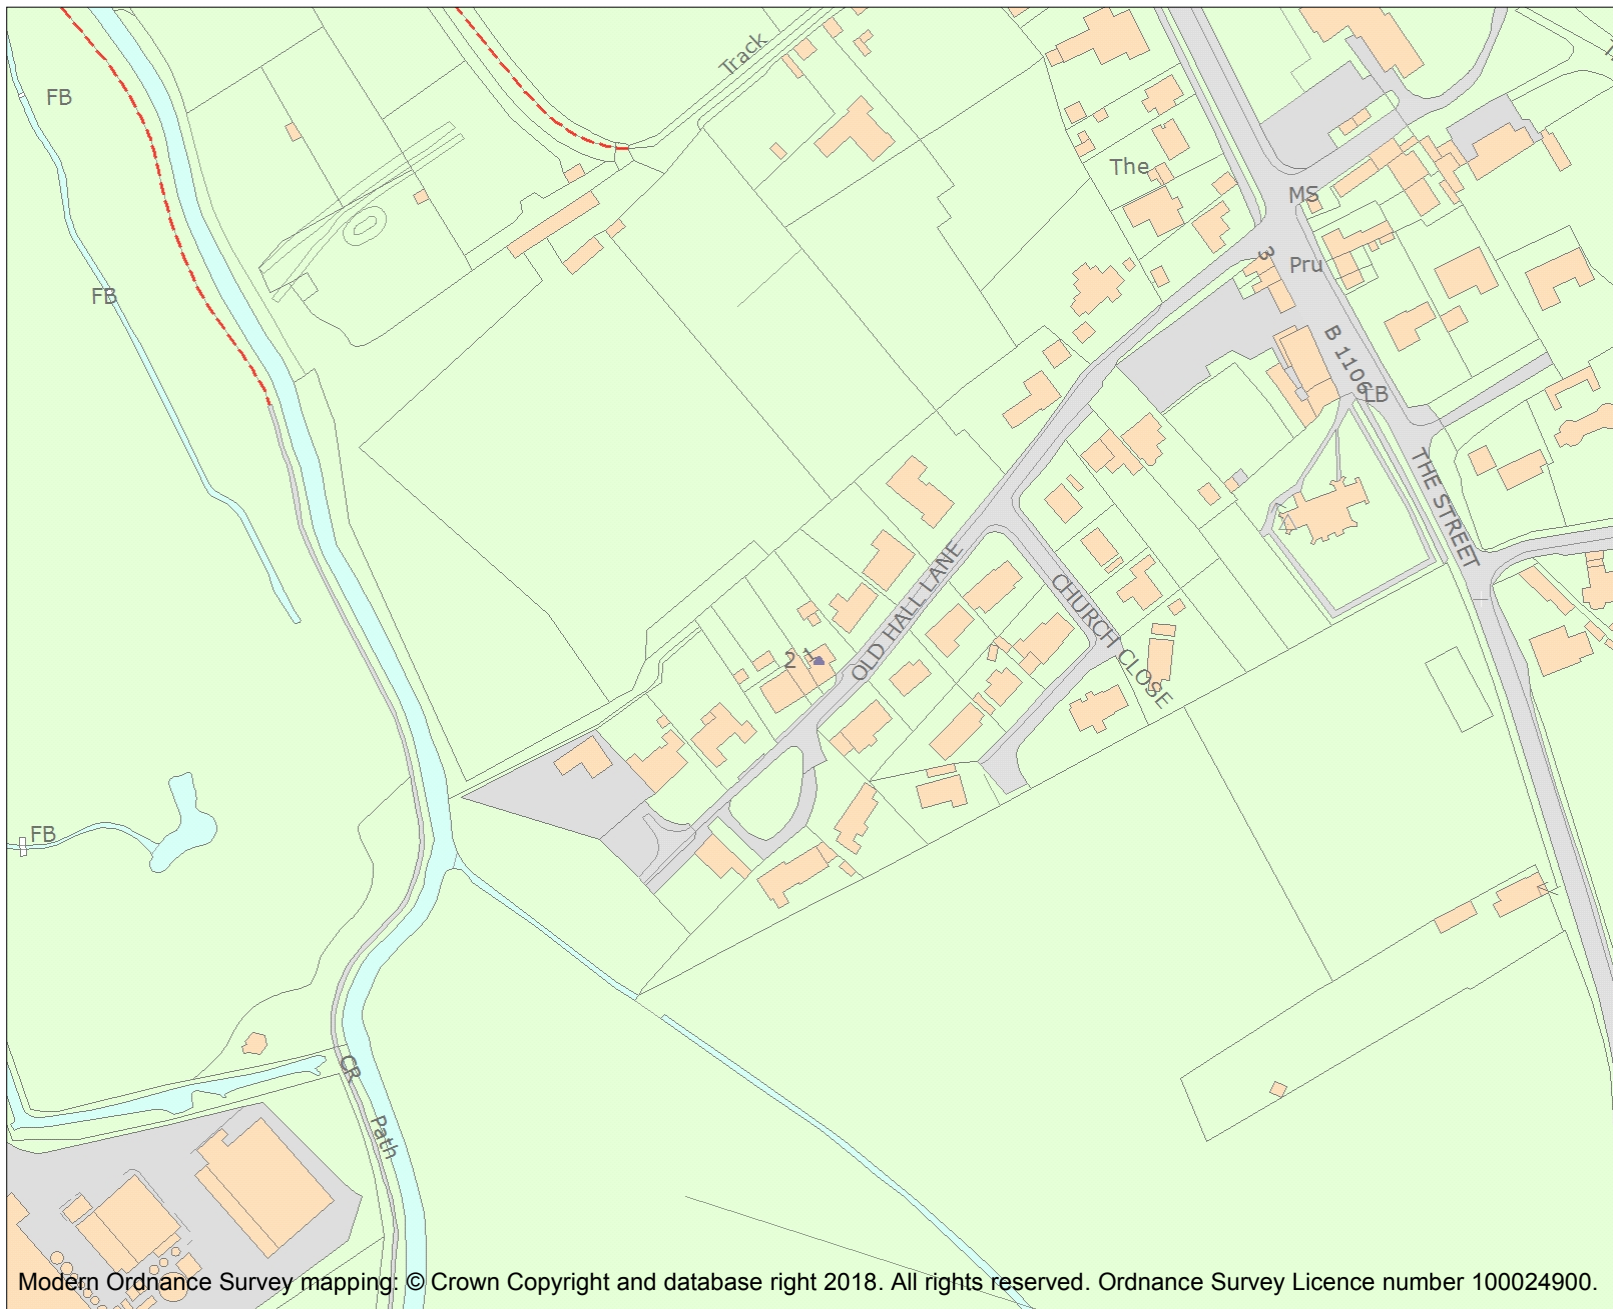 Track
FB
The
MS
3
Pru
FB
B 1106
LB
THE STREET
OLD HALL LANE
CHURCH CLOSE
2
1
FB
CR
Path
Modern Ordnance Survey mapping: © Crown Copyright and database right 2018. All rights reserved. Ordnance Survey Licence number 100024900.